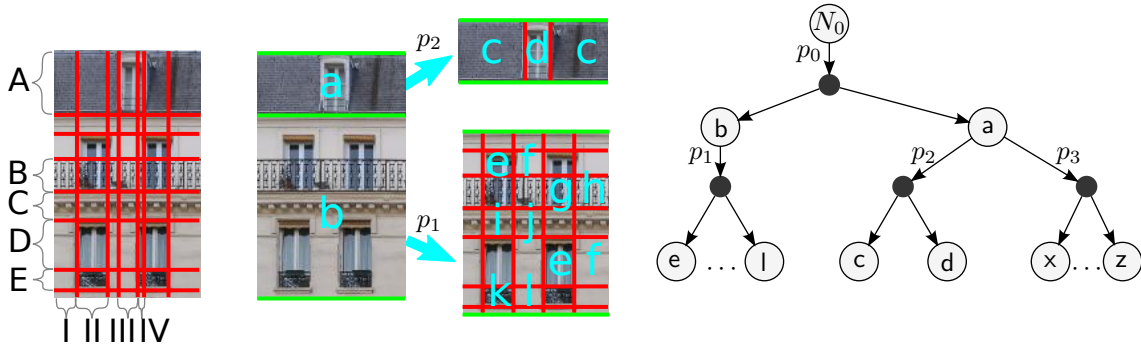 A
B
C
D
E
I II III IV
a
b
p2
p1
c d c
e f
g h
i j
e f
k l
N0
p0
b a
p1 p2 p3
e ... l c d x ... z